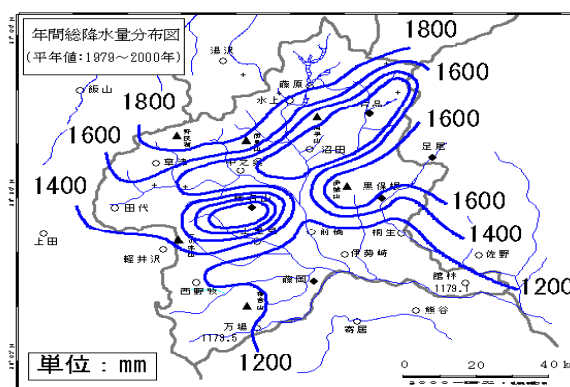 年間総降水量分布図
(平年値:1979～2000年)
湯沢
1800
1600
飯山
藤原
1800
水上
1600
1600
沼田
足尾
草津
中之条
1400
黒保根
田代
1600
上田
前橋
桐生
1400
軽井沢
伊勢崎
佐野
西野牧
藤岡
館林
1179.1
1200
熊谷
万場
1179.5
寄居
1200
単位:mm
0 20 40 km